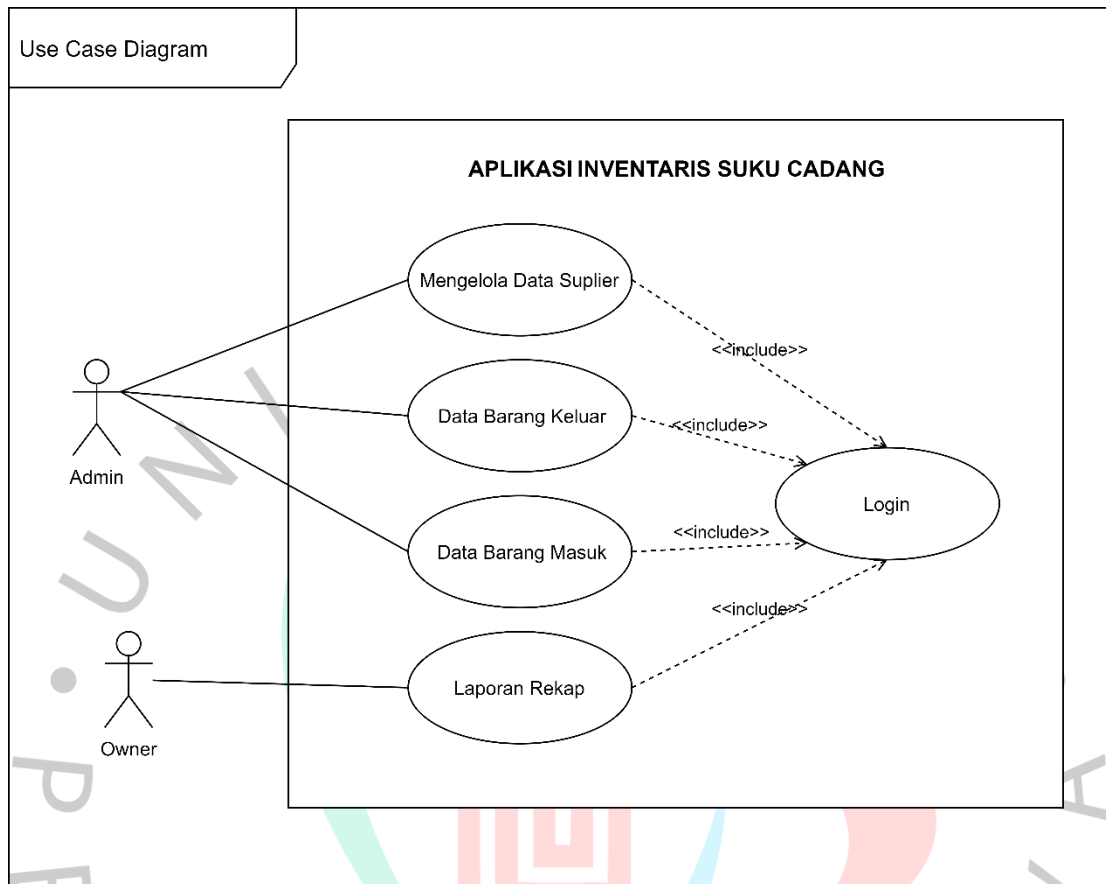 Use Case Diagram
APLIKASI INVENTARIS SUKU CADANG
Mengelola Data Suplier
<<include>>
Data Barang Keluar
<<include>>
Admin
Login
Data Barang Masuk
<<include>>
<<include>>
Laporan Rekap
Owner